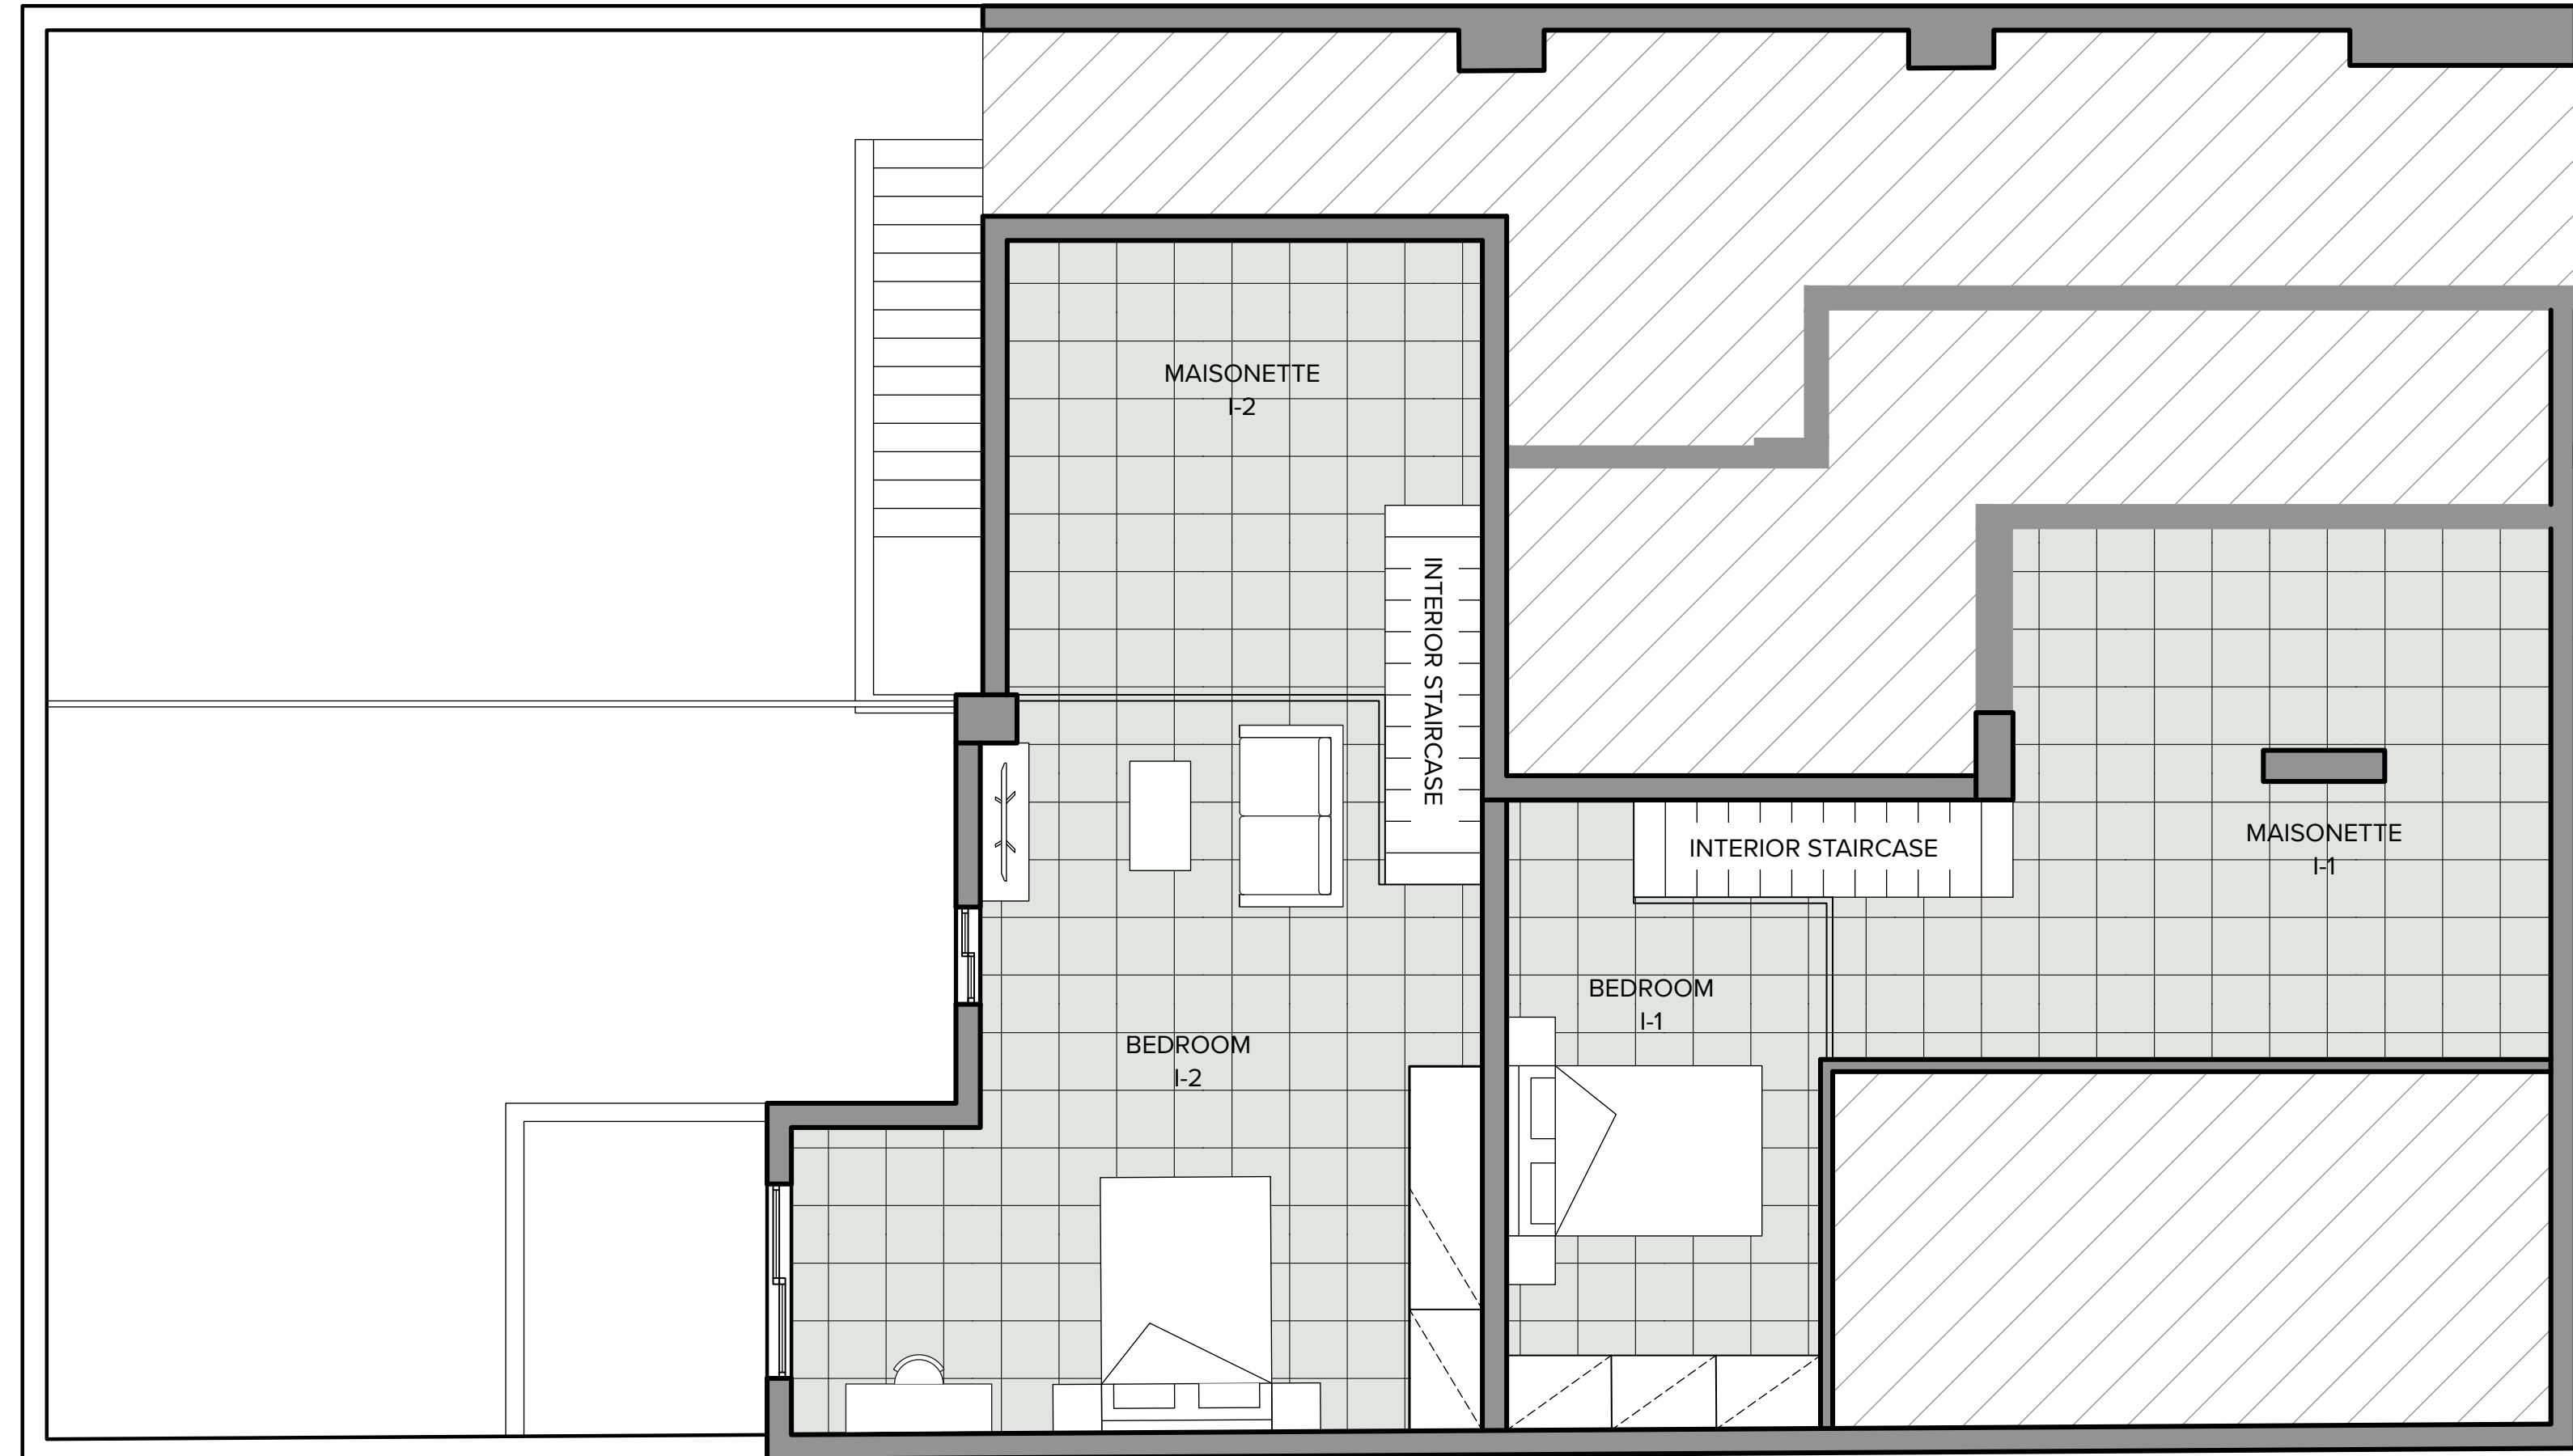 MAISONETTE
I-2
INTERIOR STAIRCASE
BEDROOM
I-2
INTERIOR STAIRCASE
MAISONETTE
I-1
BEDROOM
I-1